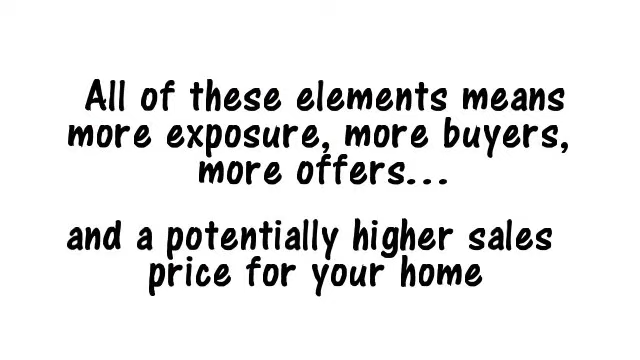 All of these elements means
more exposure, more buyers,
more offers...
and a potentially higher sales
price for your home